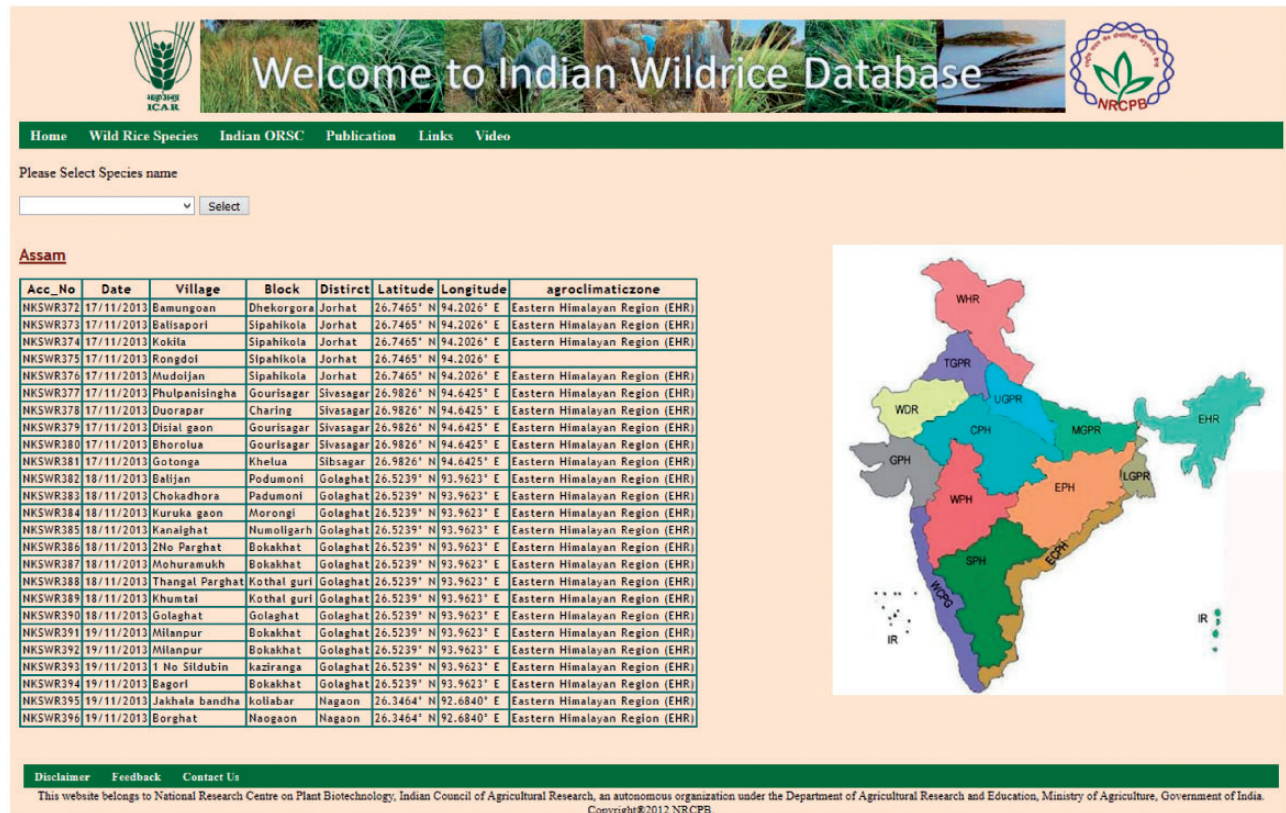 ICAR
Welcome to Indian Wildrice Database
NRCPB
Home Wild Rice Species Indian ORSC Publication Links Video
Please Select Species name
Select
Assam
Acc_No Date Village Block Distirct Latitude Longitude agroclimaticzone
NKSWR372 17/11/2013 Bamungoan Dhekorgora Jorhat 26.7465° N 94.2026° E Eastern Himalayan Region (EHR)
NKSWR373 17/11/2013 Balisapori Sipahikola Jorhat 26.7465° N 94.2026° E Eastern Himalayan Region (EHR)
NKSWR374 17/11/2013 Kokila Sipahikola Jorhat 26.7465° N 94.2026° E Eastern Himalayan Region (EHR)
NKSWR375 17/11/2013 Rongdoi Sipahikola Jorhat 26.7465° N 94.2026° E
NKSWR376 17/11/2013 Mudoijan Sipahikola Jorhat 26.7465° N 94.2026° E Eastern Himalayan Region (EHR)
NKSWR377 17/11/2013 Phulpanisingha Gourisagar Sivasagar 26.9826° N 94.6425° E Eastern Himalayan Region (EHR)
NKSWR378 17/11/2013 Duorapar Charing Sivasagar 26.9826° N 94.6425° E Eastern Himalayan Region (EHR)
NKSWR379 17/11/2013 Disial gaon Gourisagar Sivasagar 26.9826° N 94.6425° E Eastern Himalayan Region (EHR)
NKSWR380 17/11/2013 Bhorolua Gourisagar Sivasagar 26.9826° N 94.6425° E Eastern Himalayan Region (EHR)
NKSWR381 17/11/2013 Gotonga Khelua Sibsagar 26.9826° N 94.6425° E Eastern Himalayan Region (EHR)
NKSWR382 18/11/2013 Balijan Podumoni Golaghat 26.5239° N 93.9623° E Eastern Himalayan Region (EHR)
NKSWR383 18/11/2013 Chokadhora Padumoni Golaghat 26.5239° N 93.9623° E Eastern Himalayan Region (EHR)
NKSWR384 18/11/2013 Kuruka gaon Morongi Golaghat 26.5239° N 93.9623° E Eastern Himalayan Region (EHR)
NKSWR385 18/11/2013 Kanaighat Numoligarh Golaghat 26.5239° N 93.9623° E Eastern Himalayan Region (EHR)
NKSWR386 18/11/2013 2No Parghat Bokakhat Golaghat 26.5239° N 93.9623° E Eastern Himalayan Region (EHR)
NKSWR387 18/11/2013 Mohuramukh Bokakhat Golaghat 26.5239° N 93.9623° E Eastern Himalayan Region (EHR)
NKSWR388 18/11/2013 Thangal Parghat Kothal guri Golaghat 26.5239° N 93.9623° E Eastern Himalayan Region (EHR)
NKSWR389 18/11/2013 Khumtai Kothal guri Golaghat 26.5239° N 93.9623° E Eastern Himalayan Region (EHR)
NKSWR390 18/11/2013 Golaghat Golaghat Golaghat 26.5239° N 93.9623° E Eastern Himalayan Region (EHR)
NKSWR391 19/11/2013 Milanpur Bokakhat Golaghat 26.5239° N 93.9623° E Eastern Himalayan Region (EHR)
NKSWR392 19/11/2013 Milanpur Bokakhat Golaghat 26.5239° N 93.9623° E Eastern Himalayan Region (EHR)
NKSWR393 19/11/2013 1 No Sildubin kaziranga Golaghat 26.5239° N 93.9623° E Eastern Himalayan Region (EHR)
NKSWR394 19/11/2013 Bagori Bokakhat Golaghat 26.5239° N 93.9623° E Eastern Himalayan Region (EHR)
NKSWR395 19/11/2013 Jakhala bandha koliabar Nagaon 26.3464° N 92.6840° E Eastern Himalayan Region (EHR)
NKSWR396 19/11/2013 Borghat Naogaon Nagaon 26.3464° N 92.6840° E Eastern Himalayan Region (EHR)
WHR
TGPR
UGPR
WDR
CPH
MGPR
EHR
GPH
WPH
EPH
LGPR
SPH
ECPH
WCPG
IR
IR
Disclaimer Feedback Contact Us
This website belongs to National Research Centre on Plant Biotechnology, Indian Council of Agricultural Research, an autonomous organization under the Department of Agricultural Research and Education, Ministry of Agriculture, Government of India.
Copyright®2012 NRCPB.